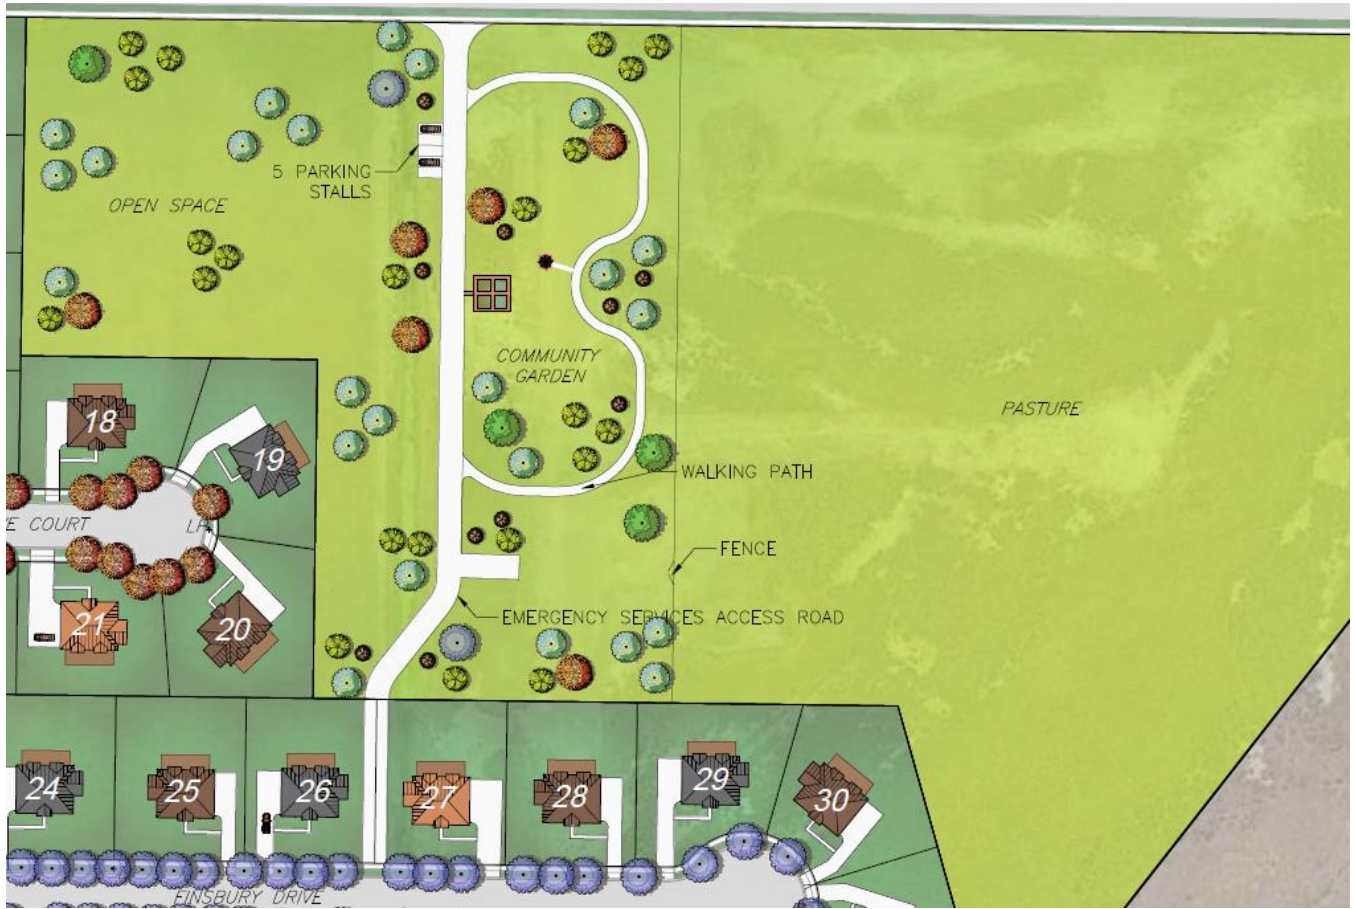 5 PARKING
STALLS
OPEN SPACE
COMMUNITY
GARDEN
PASTURE
18
19
WALKING PATH
E COURT
FENCE
EMERGENCY SERVICES ACCESS ROAD
21
20
24
25
26
27
28
29
30
FINSBURY DRIVE